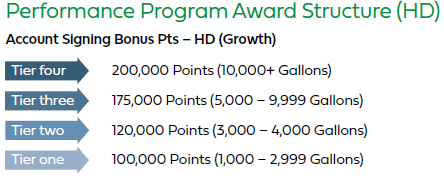 Performance Program Award Structure (HD)
Account Signing Bonus Pts – HD (Growth)
Tier four 200,000 Points (10,000+ Gallons)
Tier three 175,000 Points (5,000 – 9,999 Gallons)
Tier two 120,000 Points (3,000 – 4,000 Gallons)
Tier one 100,000 Points (1,000 – 2,999 Gallons)